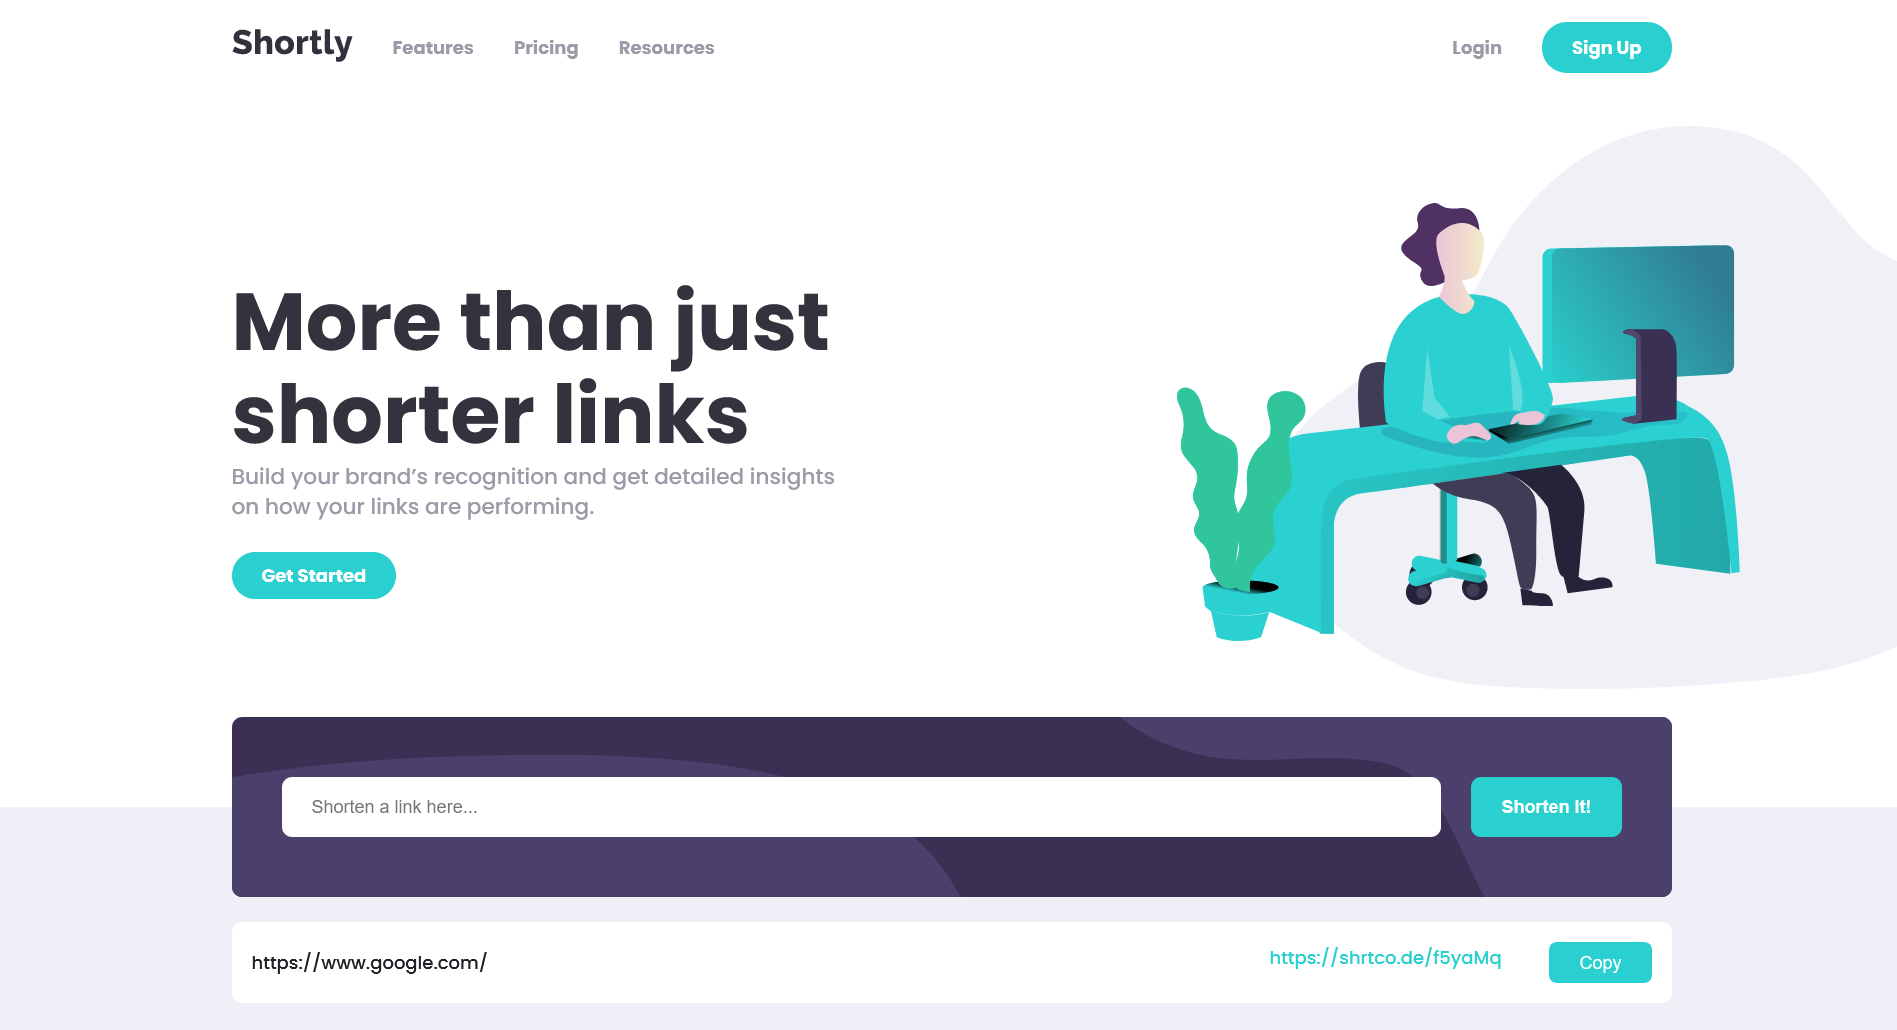 Shortly Features Pricing Resources Login Sign Up
More than just
shorter links
Build your brand’s recognition and get detailed insights
on how your links are performing.
Get Started
Shorten a link here... Shorten It!
https://www.google.com/ https://shrtco.de/f5yaMq Copy